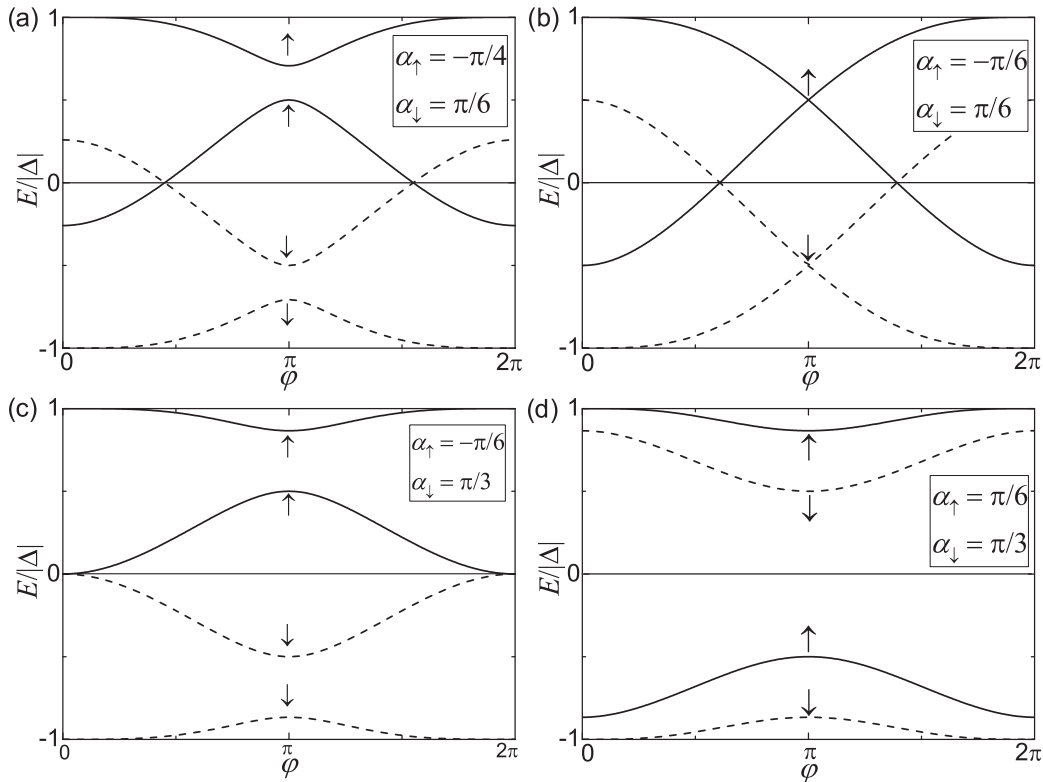 (a)
1
α↑ = −π/4
α↓ = π/6
↑
↑
E/|Δ|
0
↓
↓
-1
0
π
2π
φ
(b)
1
α↑ = −π/6
α↓ = π/6
↑
E/|Δ|
0
↓
-1
0
π
2π
φ
(c)
1
α↑ = −π/6
α↓ = π/3
↑
↑
E/|Δ|
0
↓
↓
-1
0
π
2π
φ
(d)
1
α↑ = π/6
α↓ = π/3
↑
↓
E/|Δ|
0
↑
↓
-1
0
π
2π
φ